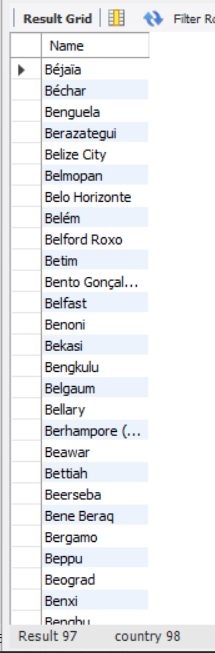 Result Grid Filter Ro
Name
Béjaïa
Béchar
Benguela
Berazategui
Belize City
Belmopan
Belo Horizonte
Belém
Belford Roxo
Betim
Bento Gonçal...
Belfast
Benoni
Bekasi
Bengkulu
Belgaum
Bellary
Berhampore (...
Beawar
Bettiah
Beerseba
Bene Beraq
Bergamo
Beppu
Beograd
Benxi
Bengbu
Result 97 country 98